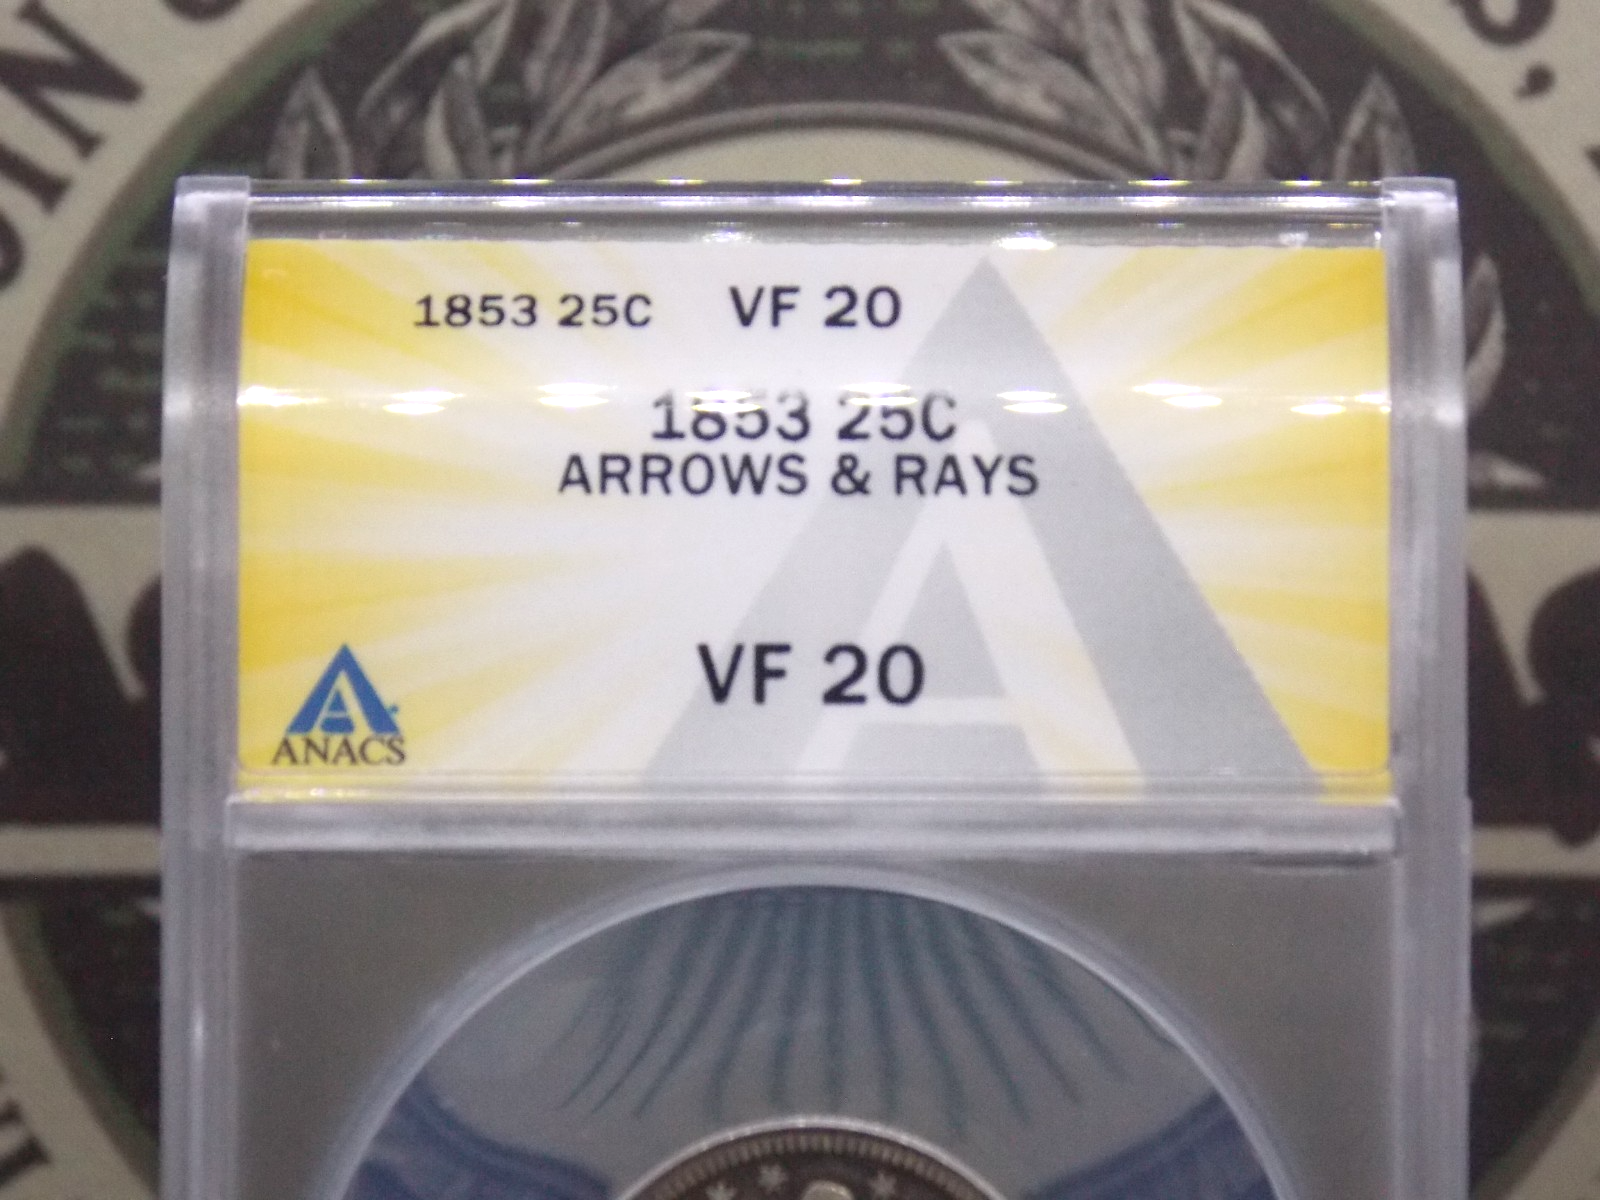 1853 25C VF 20
1853 25C
ARROWS & RAYS
VF 20
ANACS